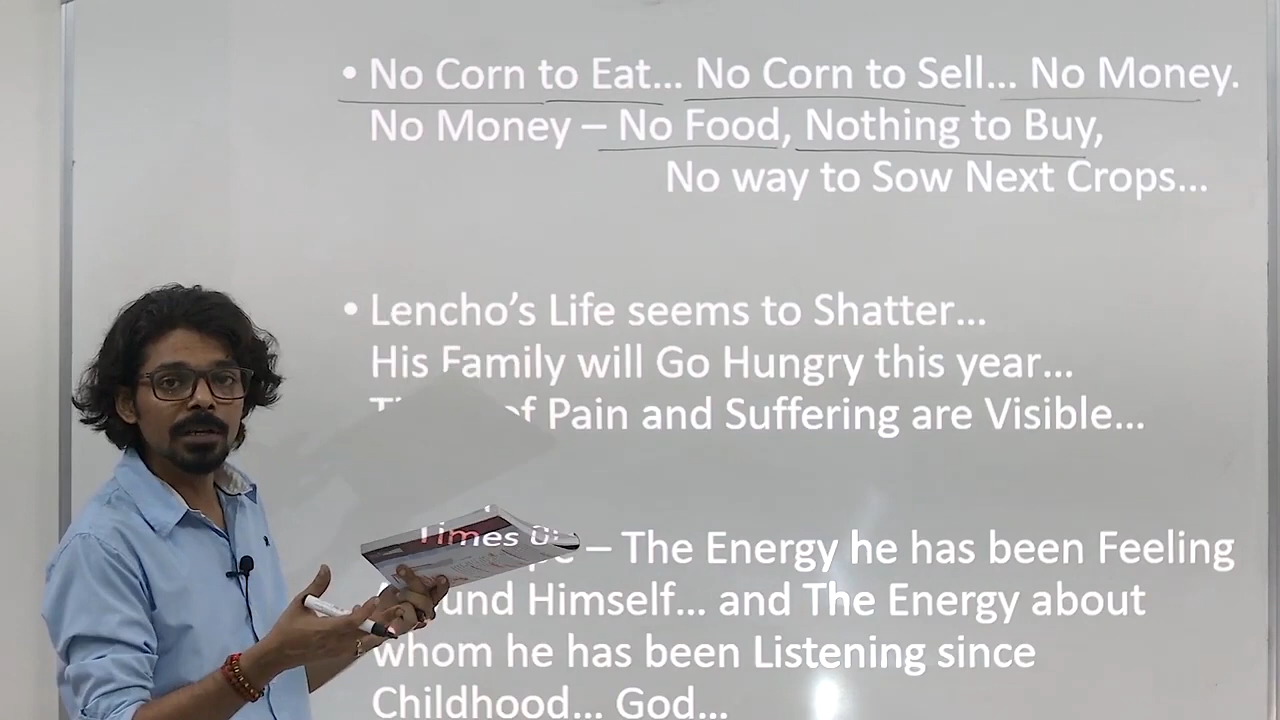 • No Corn to Eat... No Corn to Sell... No Money.
No Money – No Food, Nothing to Buy,
No way to Sow Next Crops...
• Lencho's Life seems to Shatter...
His Family will Go Hungry this year...
of Pain and Suffering are Visible...
Times
– The Energy he has been Feeling
Himself... and The Energy about
whom he has been Listening since
Childhood... God...